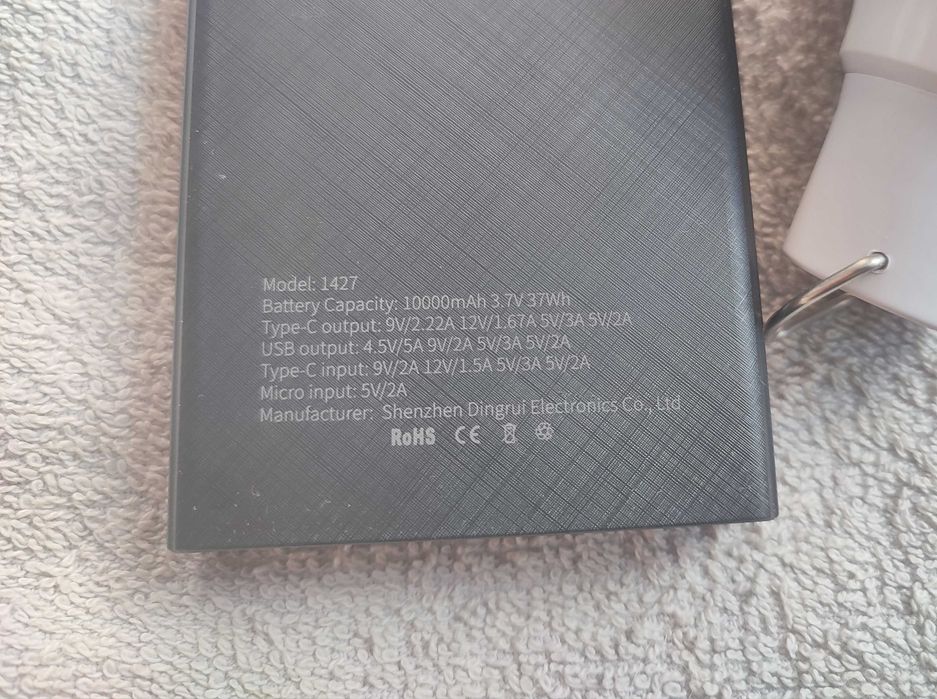 Model: 1427
Battery Capacity: 10000mAh 3.7V 37Wh
Type-C output: 9V/2.22A 12V/1.67A 5V/3A 5V/2A
USB output: 4.5V/5A 9V/2A 5V/3A 5V/2A
Type-C input: 9V/2A 12V/1.5A 5V/3A 5V/2A
Micro input: 5V/2A
Manufacturer: Shenzhen Dingrui Electronics Co., Ltd
RoHS CE